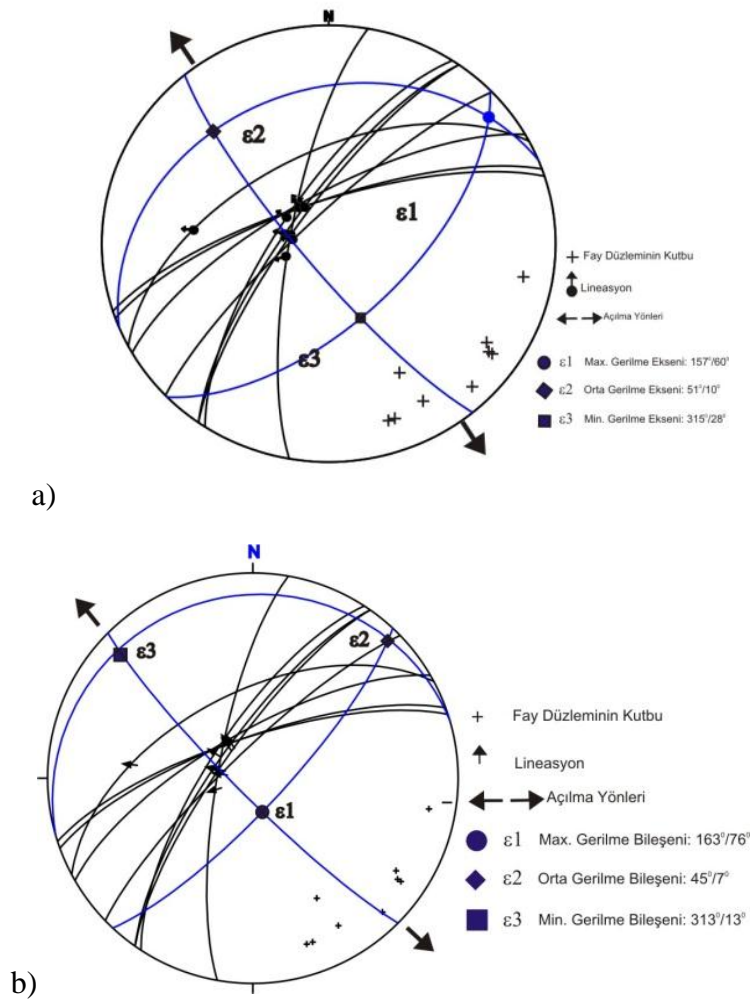 N
ε2
ε1
ε3
Fay Düzleminin Kutbu
Lineasyon
Açılma Yönleri
ε1 Max. Gerilme Ekseni: 157°/60°
ε2 Orta Gerilme Ekseni: 51°/10°
ε3 Min. Gerilme Ekseni: 315°/28°
a)
N
ε3
ε2
ε1
Fay Düzleminin Kutbu
Lineasyon
Açılma Yönleri
ε1 Max. Gerilme Bileşeni: 163°/76°
ε2 Orta Gerilme Bileşeni: 45°/7°
ε3 Min. Gerilme Bileşeni: 313°/13°
b)